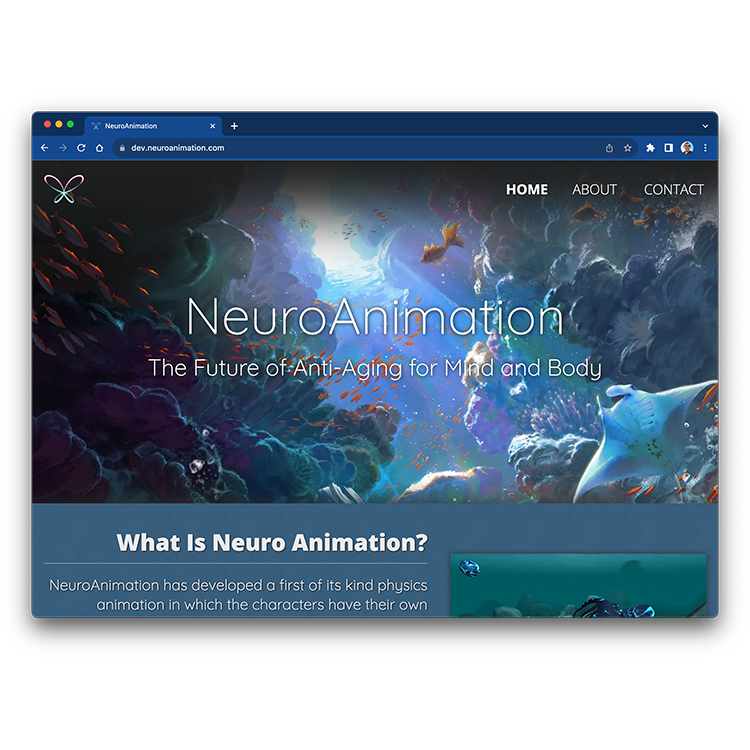 NeuroAnimation
dev.neuroanimation.com
HOME ABOUT CONTACT
NeuroAnimation
The Future of Anti-Aging for Mind and Body
What Is Neuro Animation?
NeuroAnimation has developed a first of its kind physics
animation in which the characters have their own